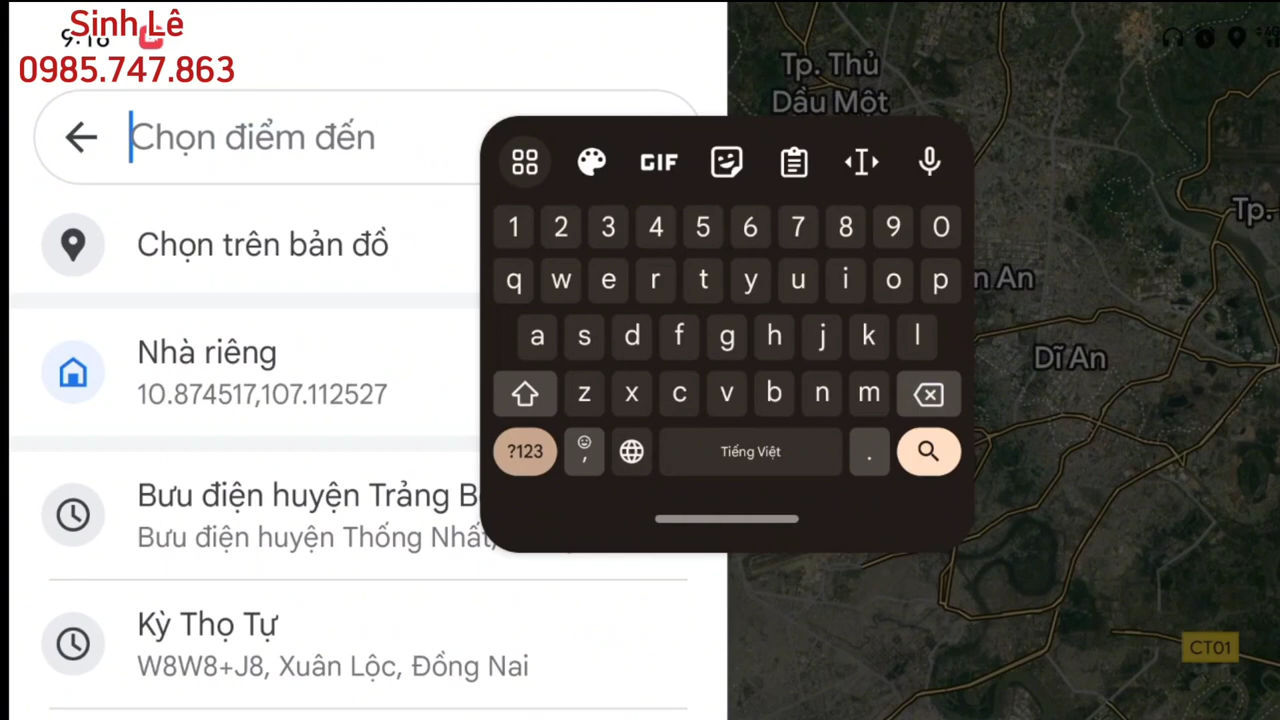 Sinh Lê
0985.747.863
Chọn điểm đến
Chọn trên bản đồ
Nhà riêng
10.874517,107.112527
Bưu điện huyện Trảng
Bưu điện huyện Thống Nhất,
Kỳ Thọ Tự
W8W8+J8, Xuân Lộc, Đồng Nai
GIF
1 2 3 4 5 6 7 8 9 0
q w e r t y u i o p
a s d f g h j k l
z x c v b n m
?123 , Tiếng Việt .
Tp. Thủ
Dầu Một
Tp.
n An
Dĩ An
CT01